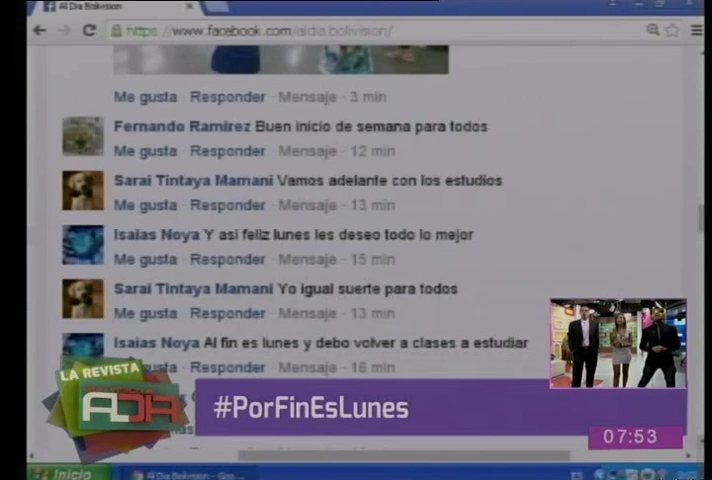 Al Dia Bolivision
https://www.facebook.com/aldia.bolivision/
Me gusta · Responder · Mensaje · 3 min
Fernando Ramirez Buen inicio de semana para todos
Me gusta · Responder · Mensaje · 12 min
Sarai Tintaya Mamani Vamos adelante con los estudios
Me gusta · Responder · Mensaje · 13 min
Isaias Noya Y asi feliz lunes les deseo todo lo mejor
Me gusta · Responder · Mensaje · 15 min
Sarai Tintaya Mamani Yo igual suerte para todos
Me gusta · Responder · Mensaje · 13 min
Isaias Noya Al fin es lunes y debo volver a clases a estudiar
gusta · Responder · Mensaje · 16 min
LA REVISTA
AL DÍA
#PorFinEsLunes
07:53
Inicio
Al Dia Bolivision - Goo...
ES